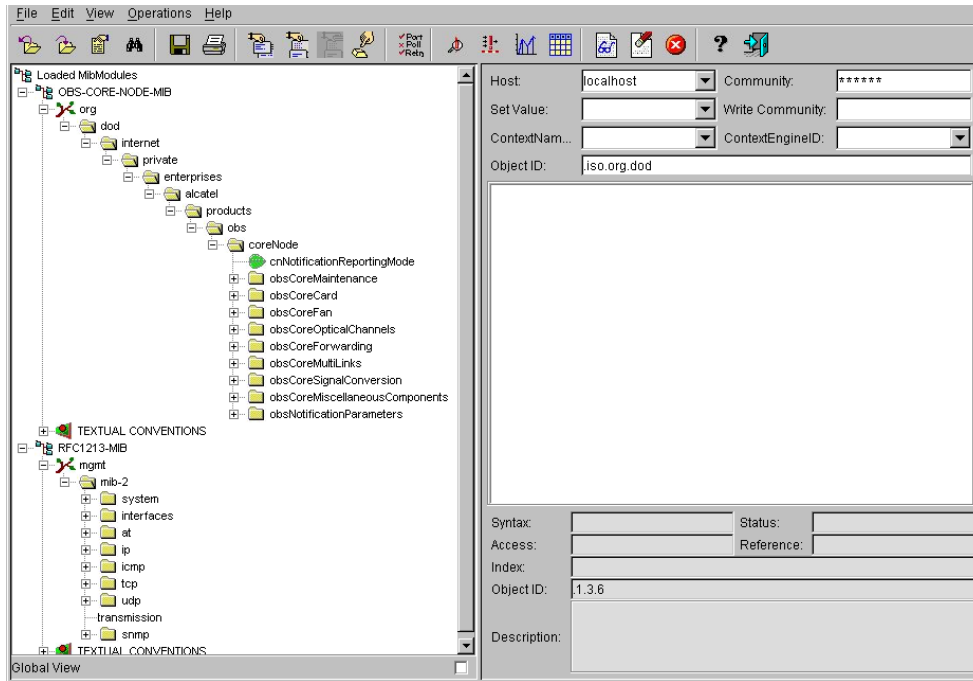 File Edit View Operations Help
Port
Poll
Retn
Loaded MibModules
OBS-CORE-NODE-MIB
org
dod
internet
private
enterprises
alcatel
products
obs
coreNode
cnNotificationReportingMode
obsCoreMaintenance
obsCoreCard
obsCoreFan
obsCoreOpticalChannels
obsCoreForwarding
obsCoreMultiLinks
obsCoreSignalConversion
obsCoreMiscellaneousComponents
obsNotificationParameters
TEXTUAL CONVENTIONS
RFC1213-MIB
mgmt
mib-2
system
interfaces
at
ip
icmp
tcp
udp
transmission
snmp
TEXTUAL CONVENTIONS
Global View
Host: localhost Community: ******
Set Value: Write Community:
ContextNam... ContextEngineID:
Object ID: .iso.org.dod
Syntax: Status:
Access: Reference:
Index:
Object ID: .1.3.6
Description: